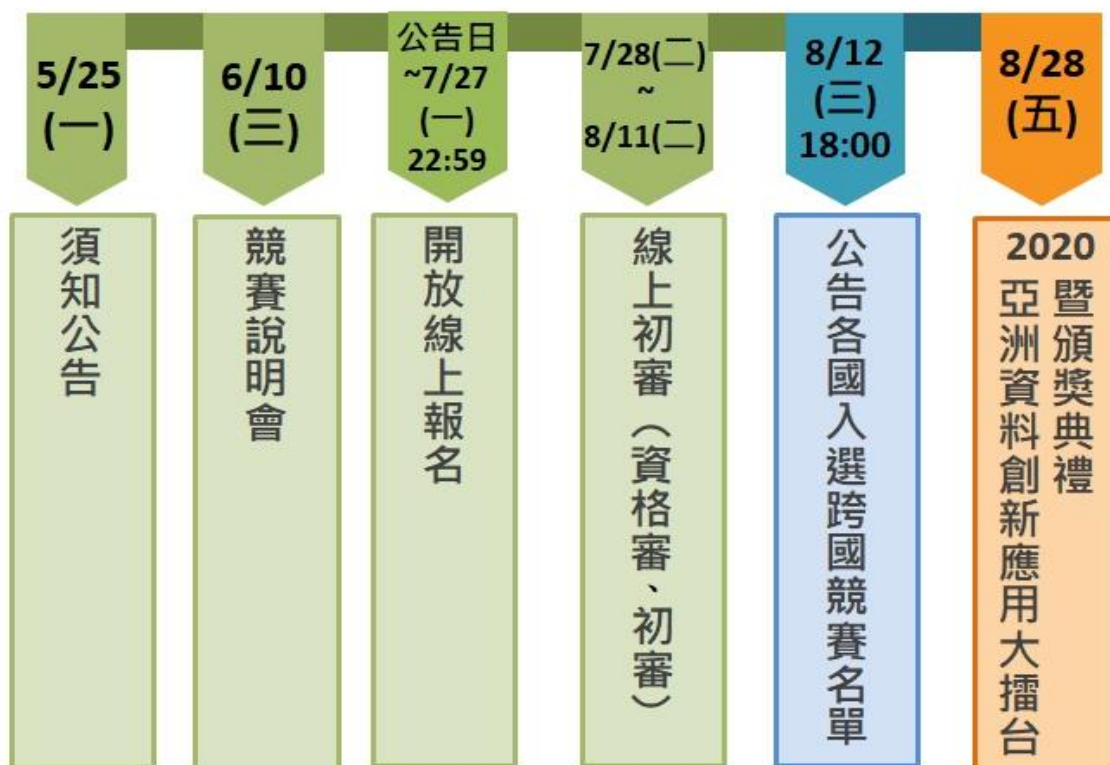 5/25
(一)
須知公告
6/10
(三)
競賽說明會
公告日
~7/27
(一)
22:59
開放線上報名
7/28(二)
~
8/11(二)
線上初審（資格審、初審）
8/12
(三)
18:00
公告各國入選跨國競賽名單
8/28
(五)
2020
亞洲資料創新應用大擂台
暨頒獎典禮